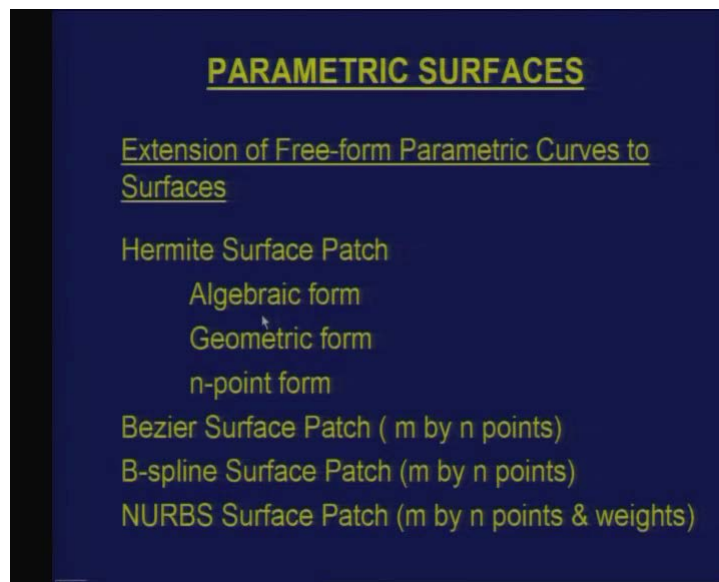 PARAMETRIC SURFACES
Extension of Free-form Parametric Curves to
Surfaces
Hermite Surface Patch
Algebraic form
Geometric form
n-point form
Bezier Surface Patch ( m by n points)
B-spline Surface Patch (m by n points)
NURBS Surface Patch (m by n points & weights)